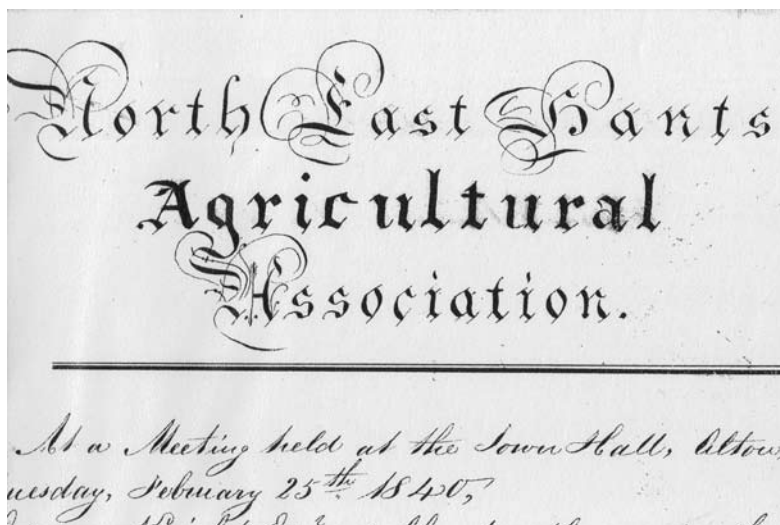 North East Hants
Agricultural
Association.
At a Meeting held at the Town Hall, Alton,
uesday, February 25th 1840,